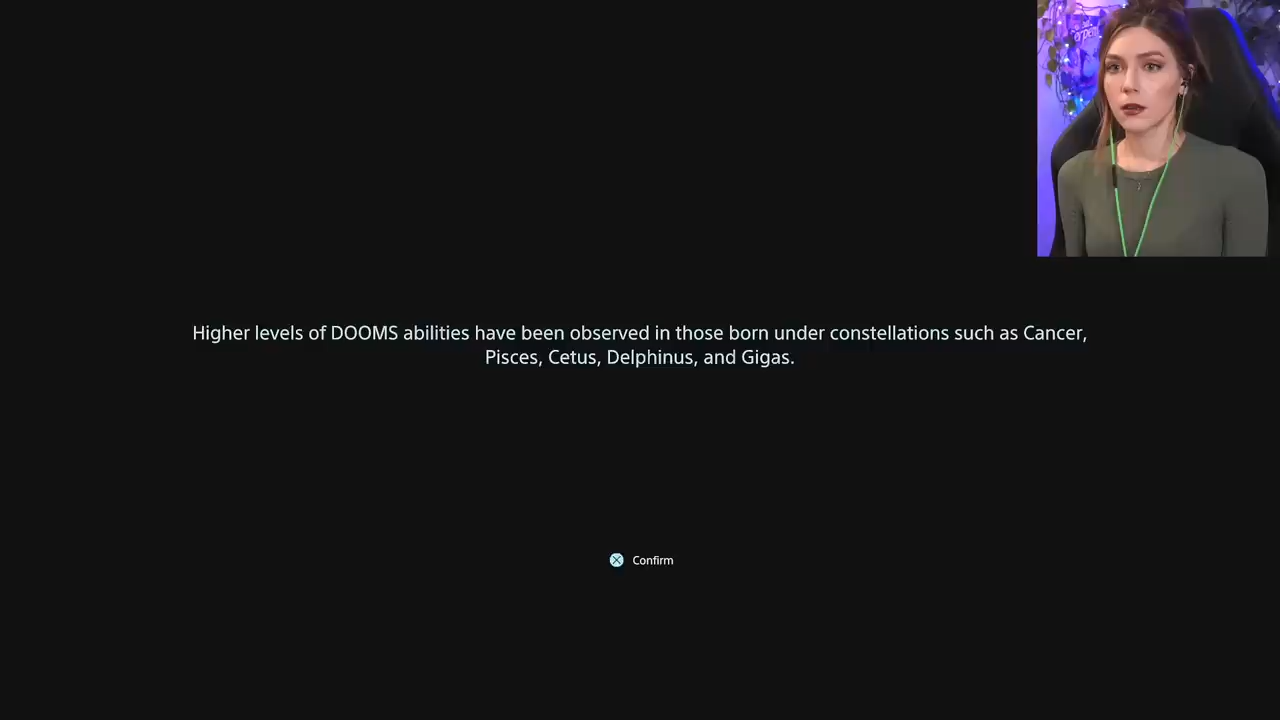 Higher levels of DOOMS abilities have been observed in those born under constellations such as Cancer,
Pisces, Cetus, Delphinus, and Gigas.
Confirm